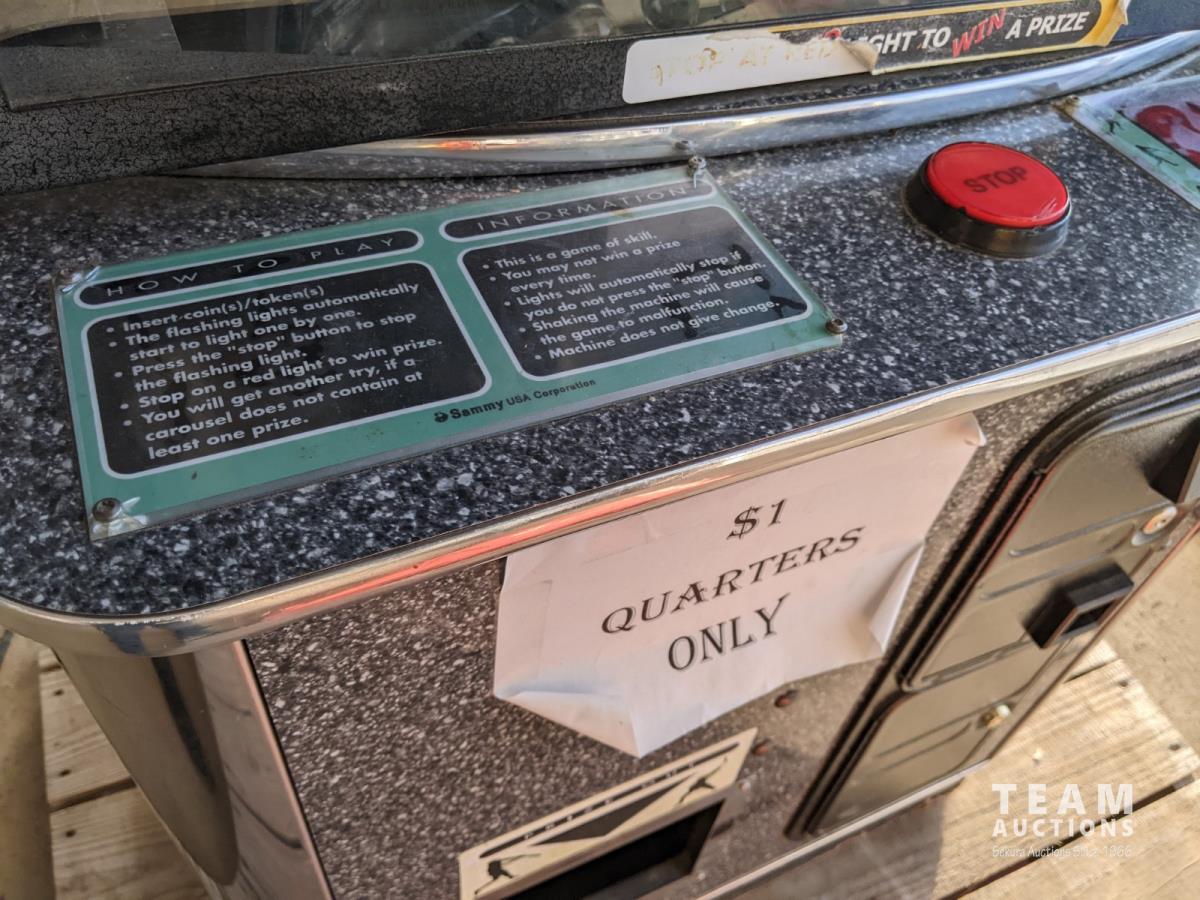 GHT TO WIN A PRIZE
STOP AT RED
STOP
HOW TO PLAY
• Insert coin(s)/token(s)
• The flashing lights automatically
start to light one by one.
• Press the "stop" button to stop
the flashing light.
• Stop on a red light to win prize.
• You will get another try, if a
carousel does not contain at
least one prize.
INFORMATION
• This is a game of skill.
• You may not win a prize
every time.
• Lights will automatically stop if
you do not press the "stop" button.
• Shaking the machine will cause
the game to malfunction.
• Machine does not give change.
Sammy USA Corporation
$1
QUARTERS
ONLY
TEAM
AUCTIONS